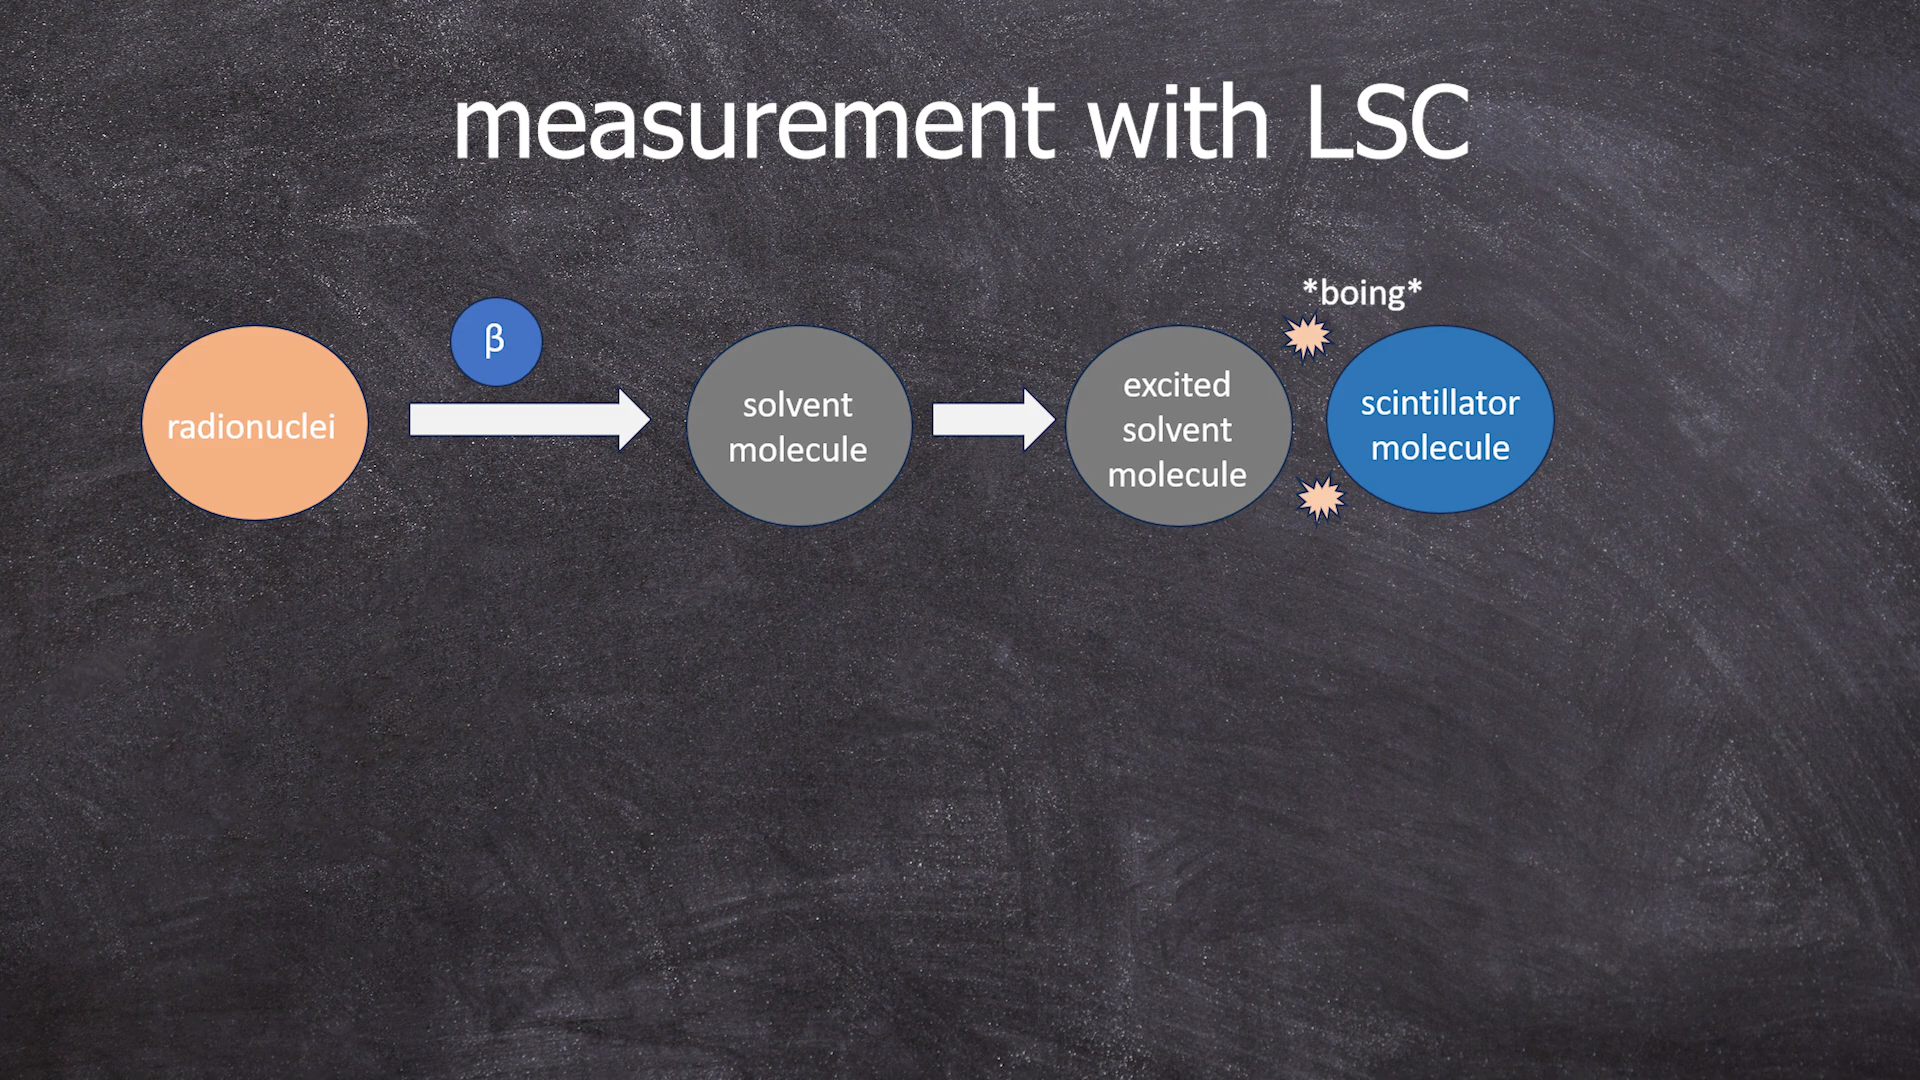 measurement with LSC
*boing*
β
radionuclei
solvent
molecule
excited
solvent
molecule
scintillator
molecule